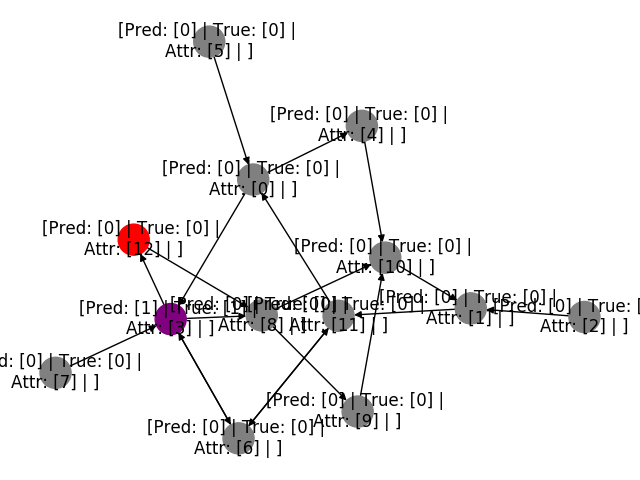 [Pred: [0] | True: [0] |
Attr: [5] | ]
[Pred: [0] | True: [0] |
Attr: [4] | ]
[Pred: [0] | True: [0] |
Attr: [0] | ]
[Pred: [0] | True: [0] |
Attr: [12] | ]
[Pred: [0] | True: [0] |
Attr: [10] | ]
[Pred: [1] | True: [1] |
Attr: [3] | ]
[Pred: [0] | True: [0] |
Attr: [8] | ]
[Pred: [0] | True: [0] |
Attr: [11] | ]
[Pred: [0] | True: [0] |
Attr: [1] | ]
[Pred: [0] | True: [
Attr: [2] | ]
[0] | True: [0] |
Attr: [7] | ]
[Pred: [0] | True: [0] |
Attr: [9] | ]
[Pred: [0] | True: [0] |
Attr: [6] | ]